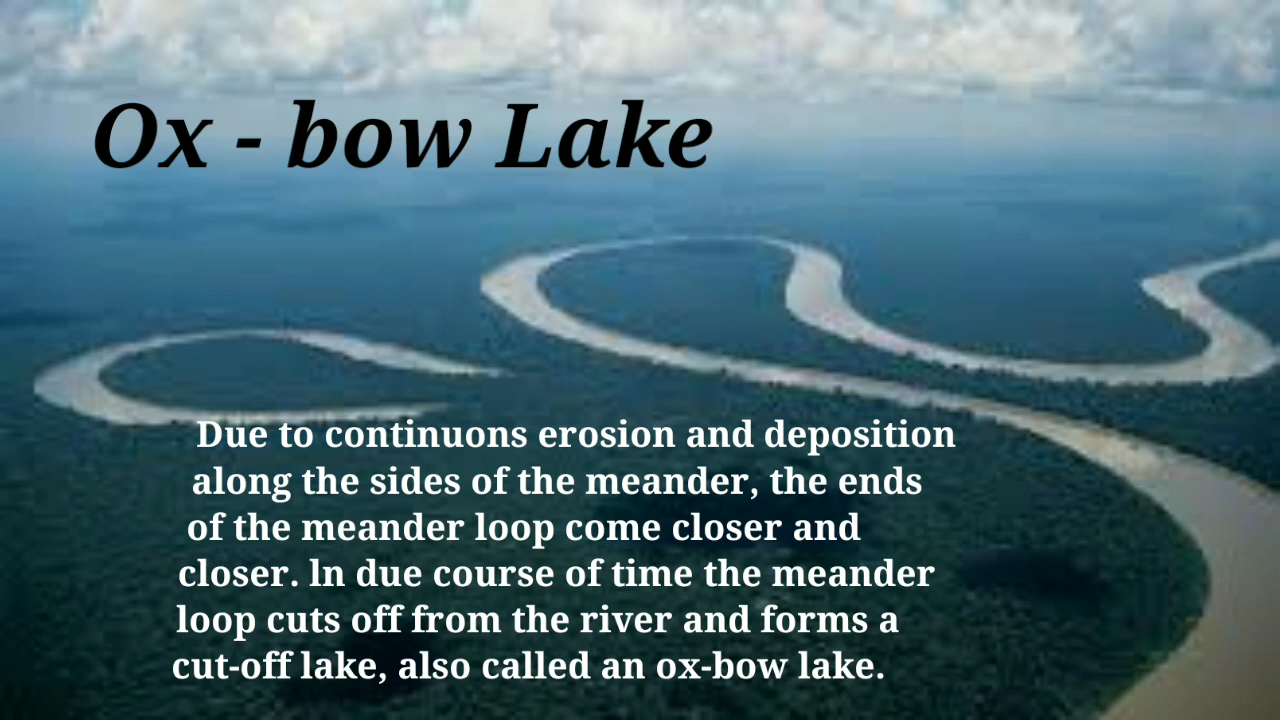 Ox - bow Lake
Due to continuons erosion and deposition
along the sides of the meander, the ends
of the meander loop come closer and
closer. ln due course of time the meander
loop cuts off from the river and forms a
cut-off lake, also called an ox-bow lake.